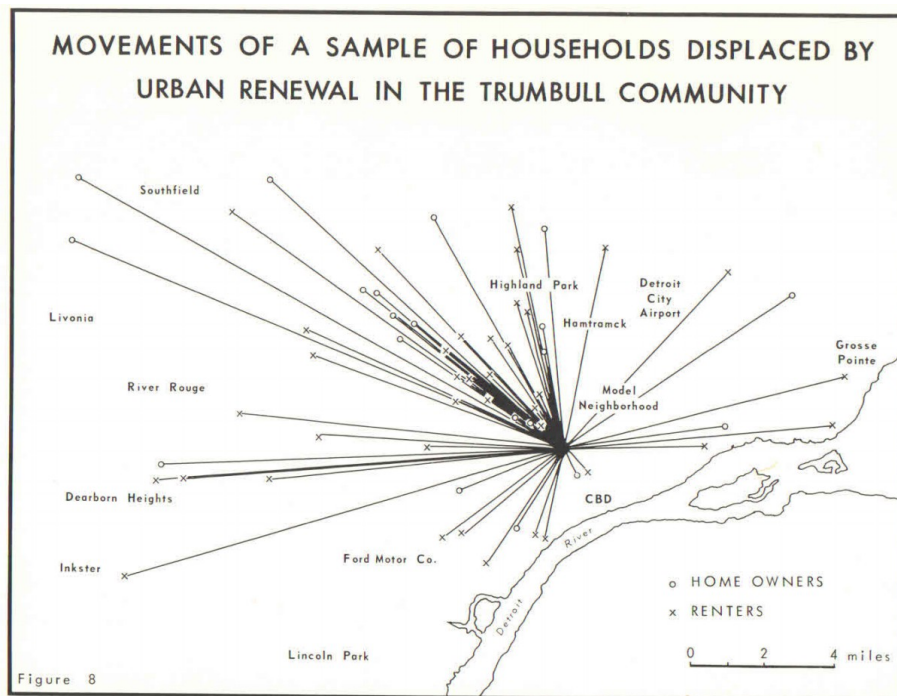 MOVEMENTS OF A SAMPLE OF HOUSEHOLDS DISPLACED BY
URBAN RENEWAL IN THE TRUMBULL COMMUNITY
Southfield
Highland Park
Detroit
City
Airport
Hamtramck
Livonia
Grosse
Pointe
River Rouge
Model
Neighborhood
Dearborn Heights
CBD
River
Ford Motor Co.
Inkster
HOME OWNERS
RENTERS
Detroit
Lincoln Park
0 2 4 miles
Figure 8